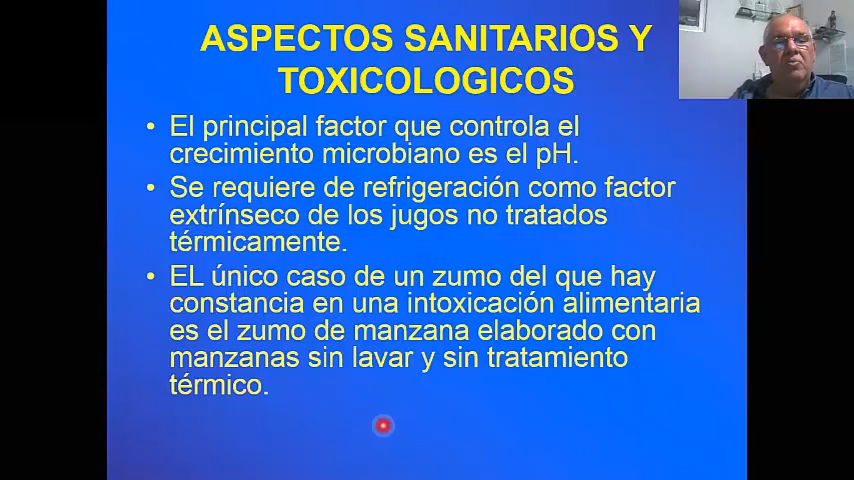 ASPECTOS SANITARIOS Y
TOXICOLOGICOS
• El principal factor que controla el
crecimiento microbiano es el pH.
• Se requiere de refrigeración como factor
extrínseco de los jugos no tratados
térmicamente.
• EL único caso de un zumo del que hay
constancia en una intoxicación alimentaria
es el zumo de manzana elaborado con
manzanas sin lavar y sin tratamiento
térmico.